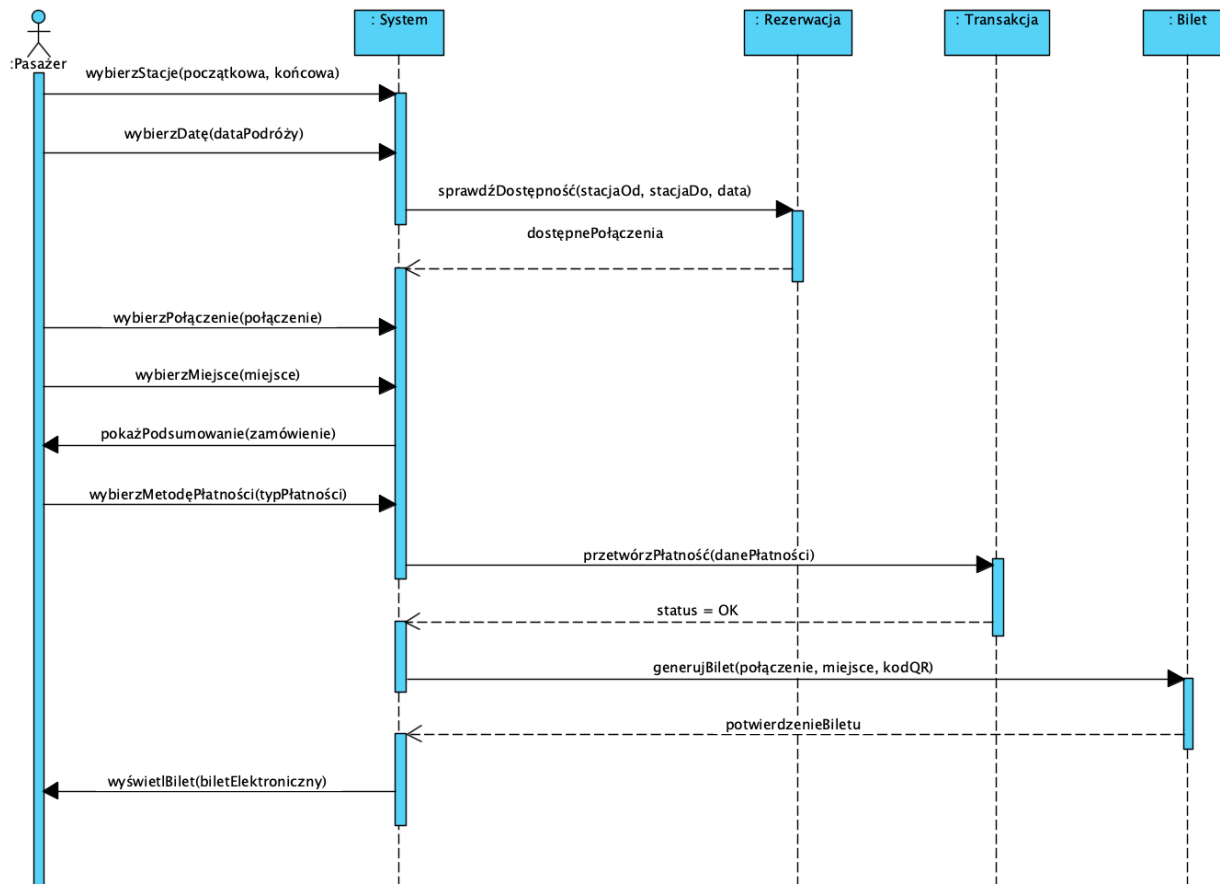 : System
: Rezerwacja
: Transakcja
: Bilet
:Pasażer
wybierzStacje(początkowa, końcowa)
wybierzDatę(dataPodróży)
sprawdźDostępność(stacjaOd, stacjaDo, data)
dostępnePołączenia
wybierzPołączenie(połączenie)
wybierzMiejsce(miejsce)
pokażPodsumowanie(zamówienie)
wybierzMetodęPłatności(typPłatności)
przetwórzPłatność(danePłatności)
status = OK
generujBilet(połączenie, miejsce, kodQR)
potwierdzenieBiletu
wyświetlBilet(biletElektroniczny)